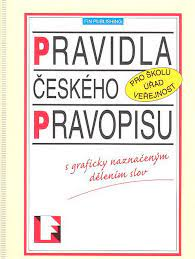 FIN PUBLISHING
PRAVIDLA
ČESKÉHO
PRO ŠKOLU
ÚŘAD
VEŘEJNOST
PRAVOPISU
s graficky naznačeným
dělením slov